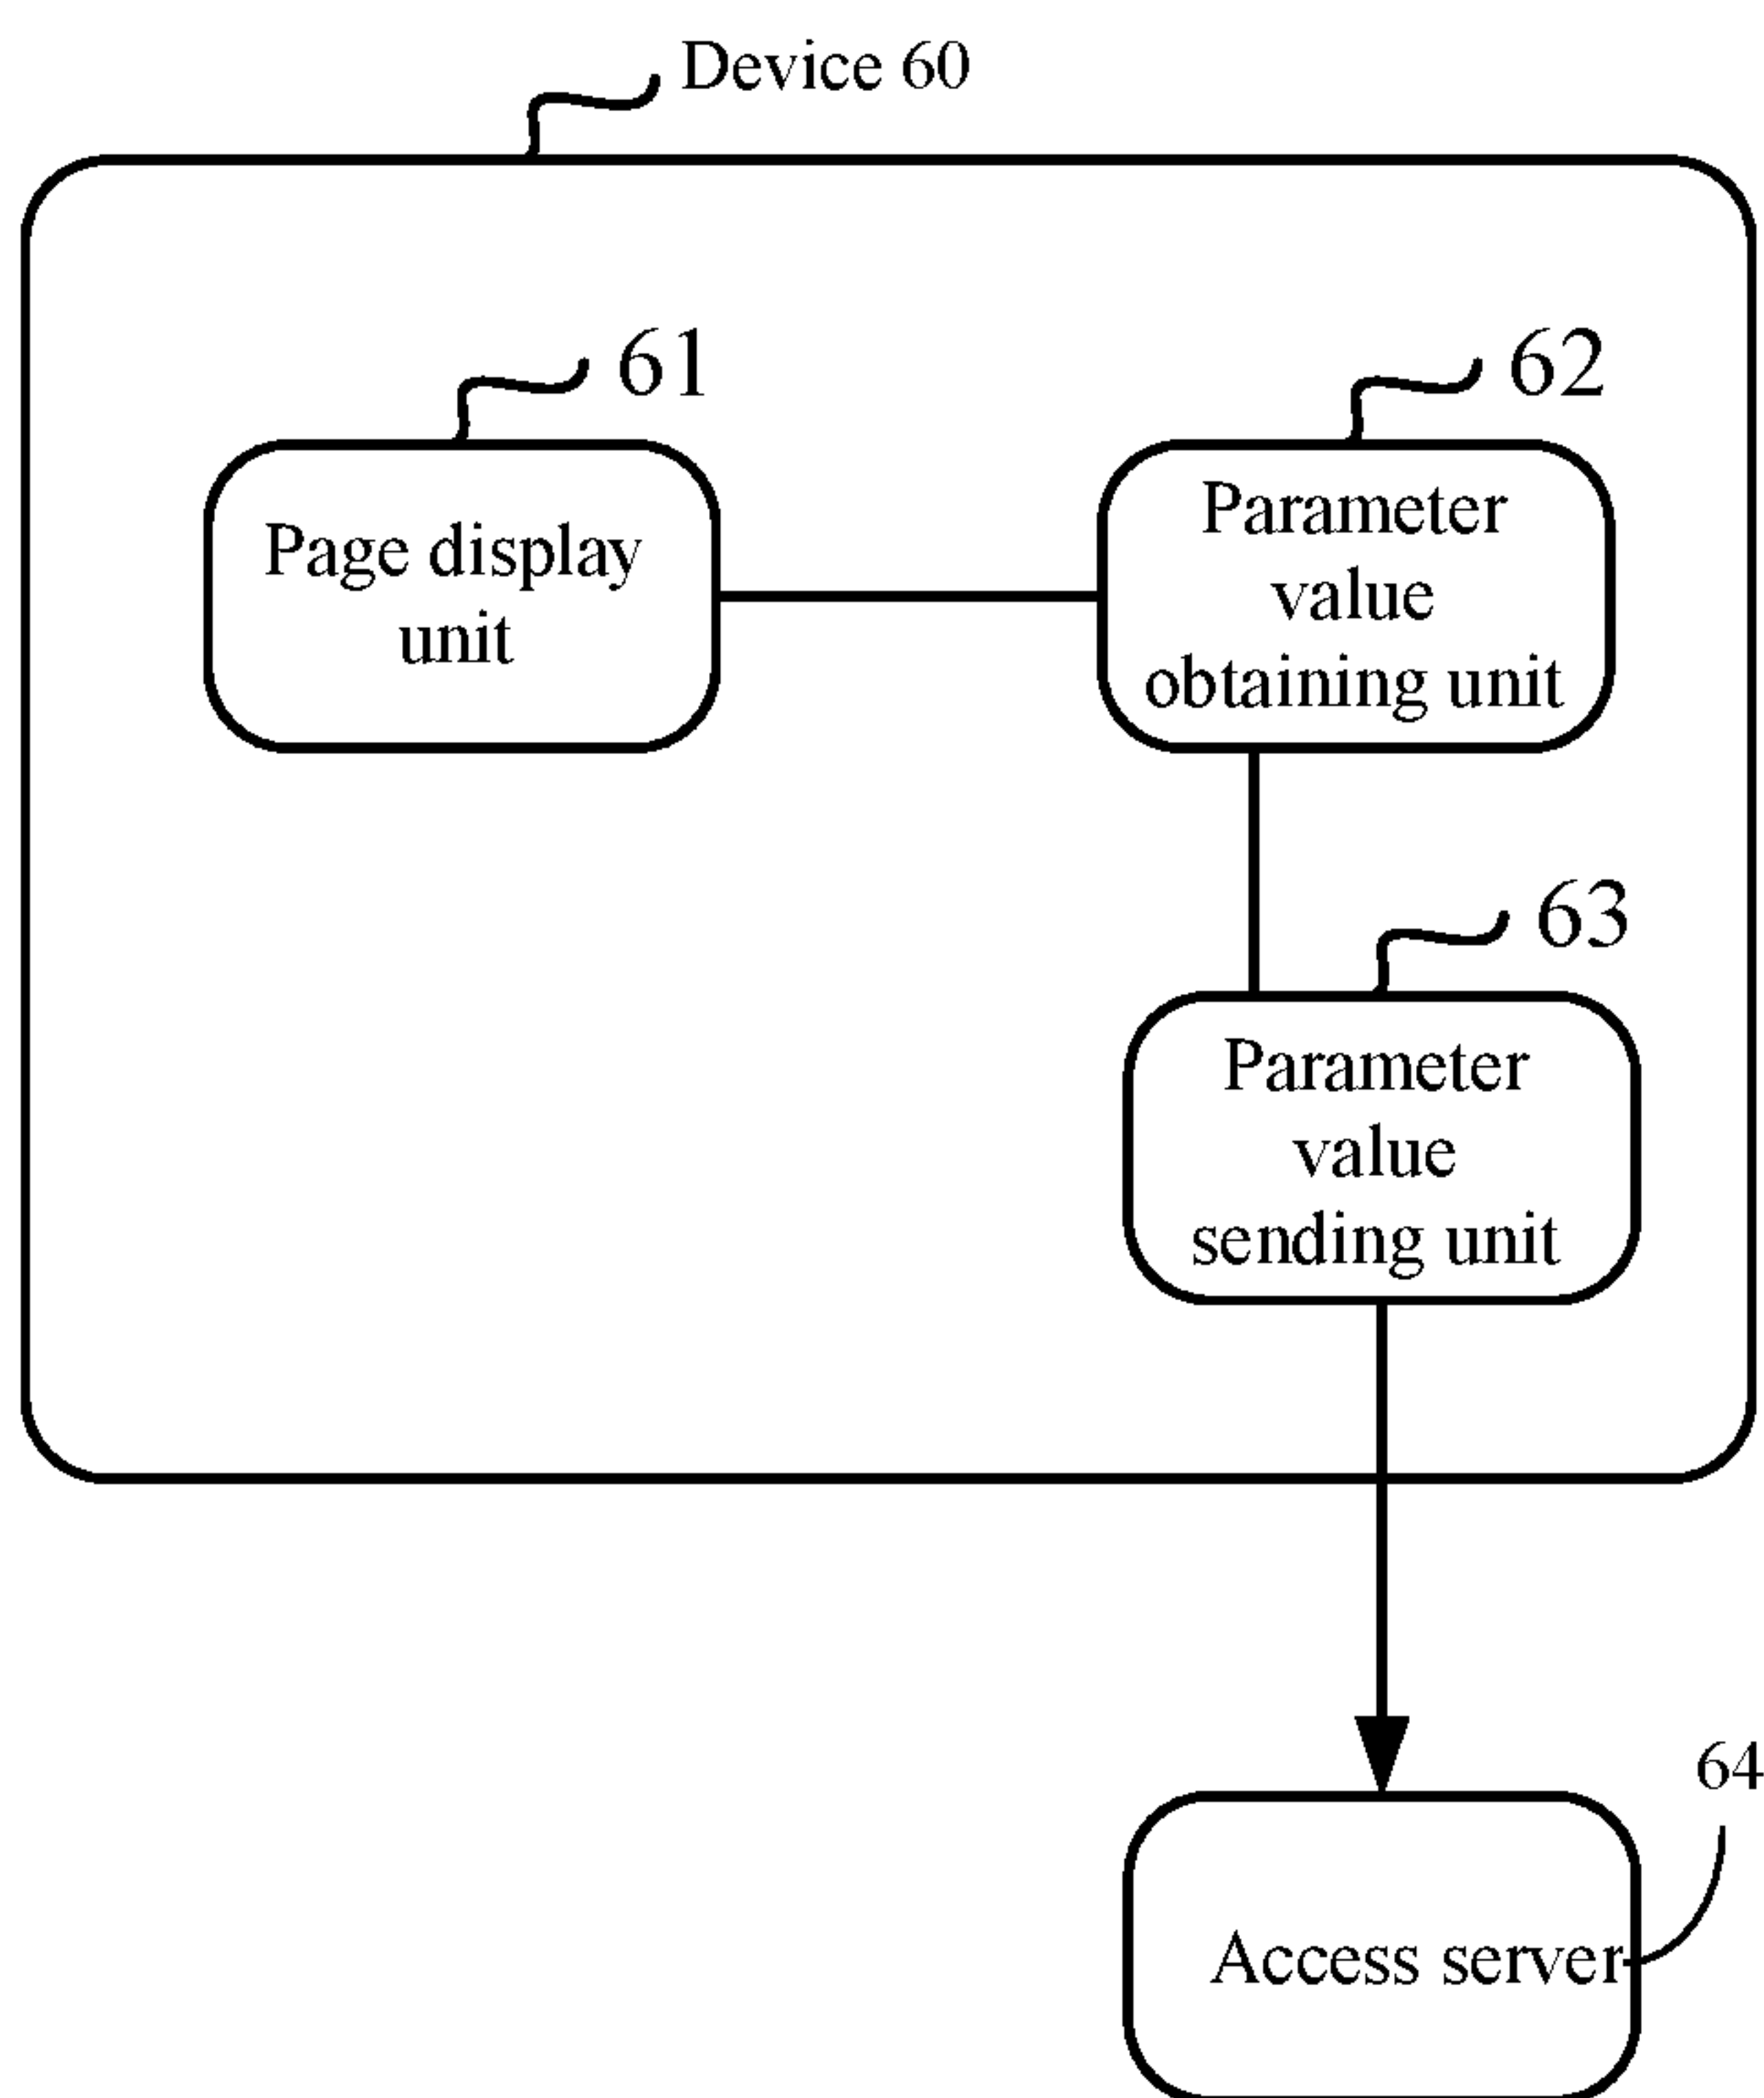 Device 60
61
62
Page display
unit
Parameter
value
obtaining unit
63
Parameter
value
sending unit
64
Access server